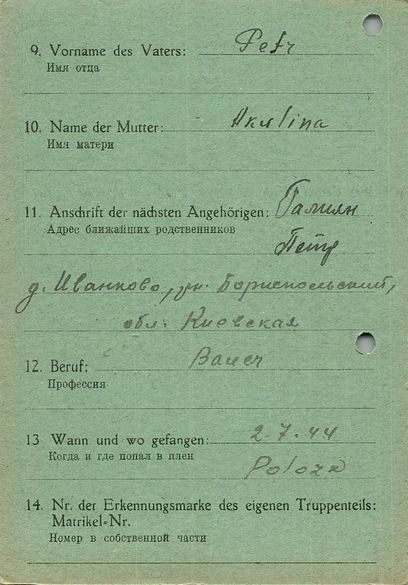 9. Vorname des Vaters: Petr
Имя отца
10. Name der Mutter: Akulina
Имя матери
11. Anschrift der nächsten Angehörigen:
Адрес ближайших родственников
Петр
д. Иванково, рн. Бориспольский,
обл. Киевская
12. Beruf: Bauer
Профессия
13 Wann und wo gefangen: 2.7.44
Когда и где попал в плен
14. Nr. der Erkennungsmarke des eigenen Truppenteils:
Matrikel=Nr.
Номер в собственной части